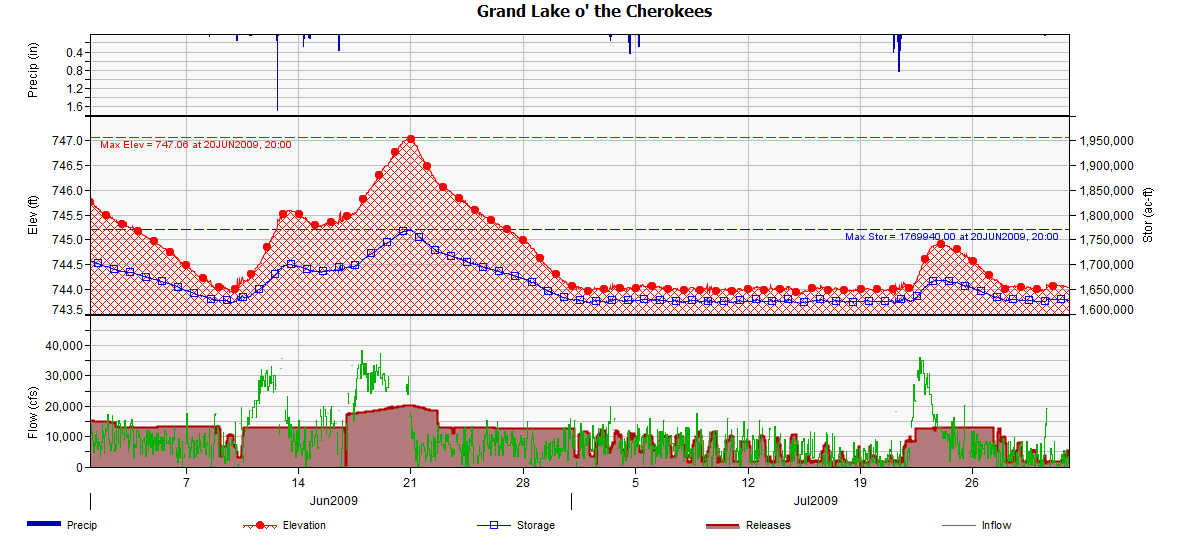 Grand Lake o' the Cherokees
Precip (in)
0.4
0.8
1.2
1.6
Elev (ft)
747.0
746.5
746.0
745.5
745.0
744.5
744.0
743.5
Max Elev = 747.06 at 20JUN2009, 20:00
Max Stor = 1769940.00 at 20JUN2009, 20:00
1,950,000
1,900,000
1,850,000
1,800,000
1,750,000
1,700,000
1,650,000
1,600,000
Stor (ac-ft)
Flow (cfs)
40,000
30,000
20,000
10,000
0
7 14 21 28 5 12 19 26
Jun2009 Jul2009
Precip Elevation Storage Releases Inflow